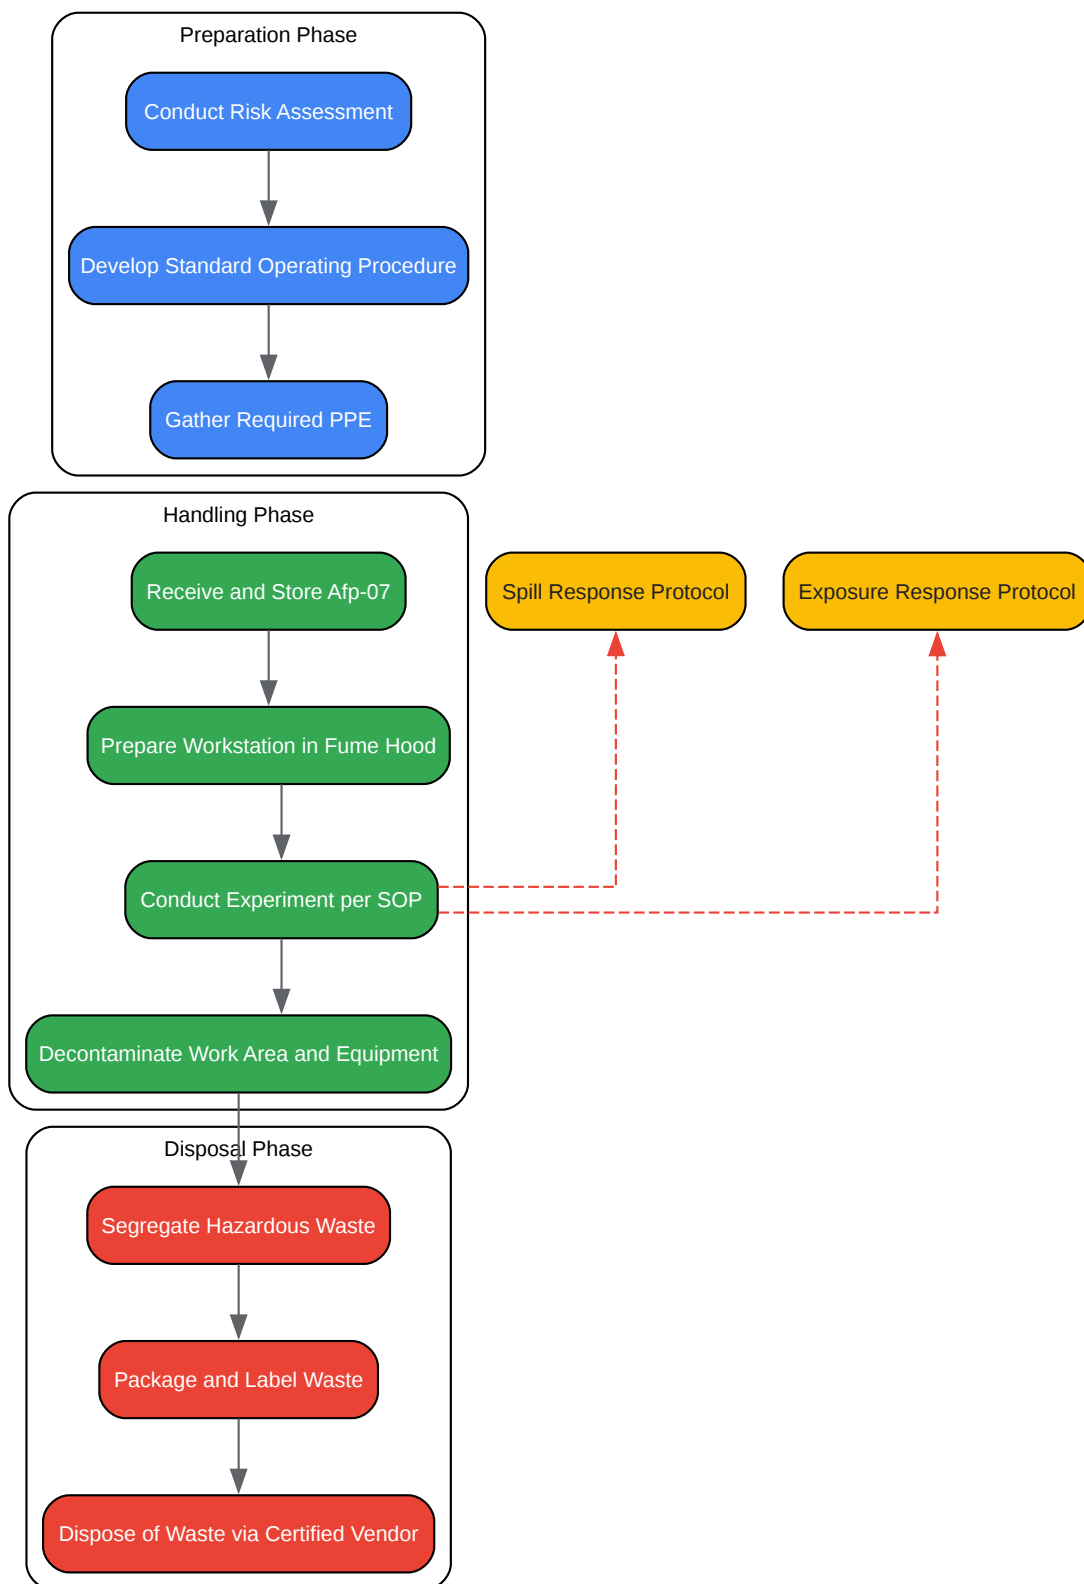 Preparation Phase
Conduct Risk Assessment
Develop Standard Operating Procedure
Gather Required PPE
Handling Phase
Receive and Store Afp-07
Spill Response Protocol
Exposure Response Protocol
Prepare Workstation in Fume Hood
Conduct Experiment per SOP
Decontaminate Work Area and Equipment
Disposal Phase
Segregate Hazardous Waste
Package and Label Waste
Dispose of Waste via Certified Vendor